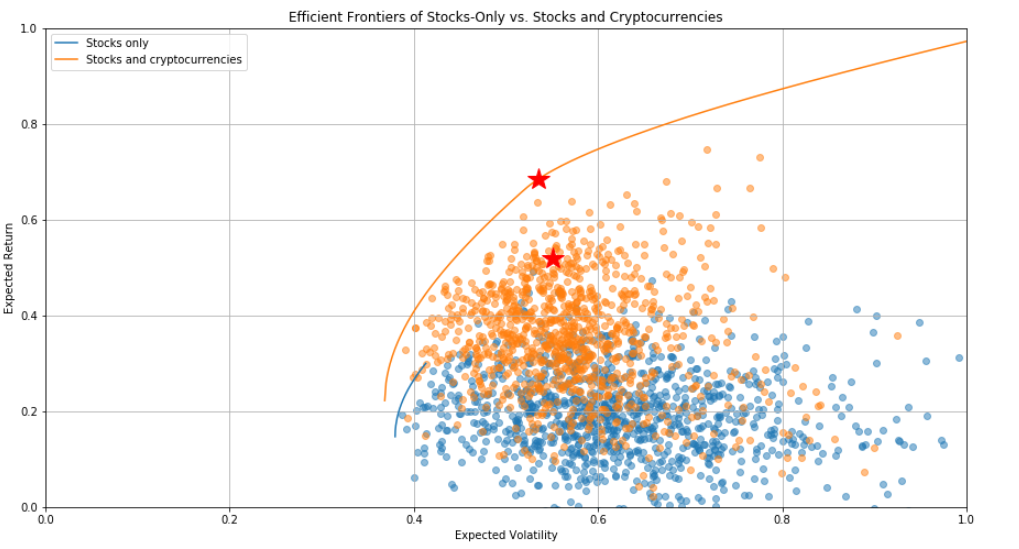 Efficient Frontiers of Stocks-Only vs. Stocks and Cryptocurrencies
Stocks only
Stocks and cryptocurrencies
Expected Return
1.0
0.8
0.6
0.4
0.2
0.0
0.0
0.2
0.4
0.6
0.8
1.0
Expected Volatility